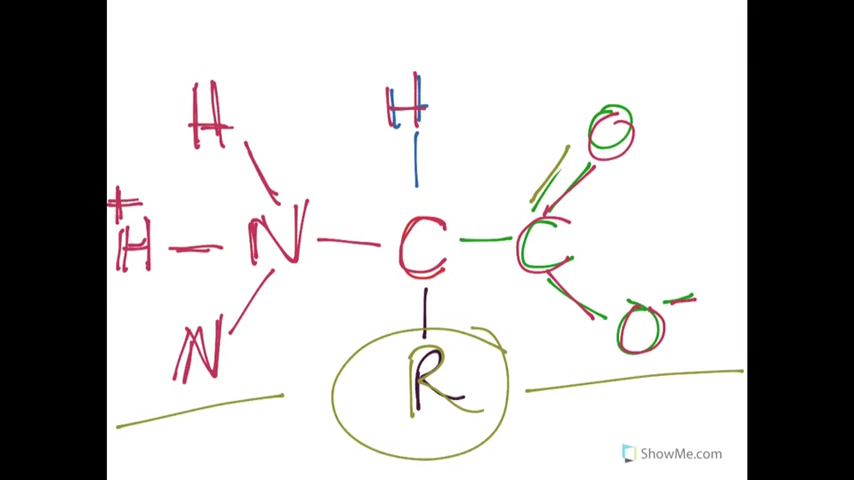 H H O
+
H — N — C — C
N R O-
ShowMe.com